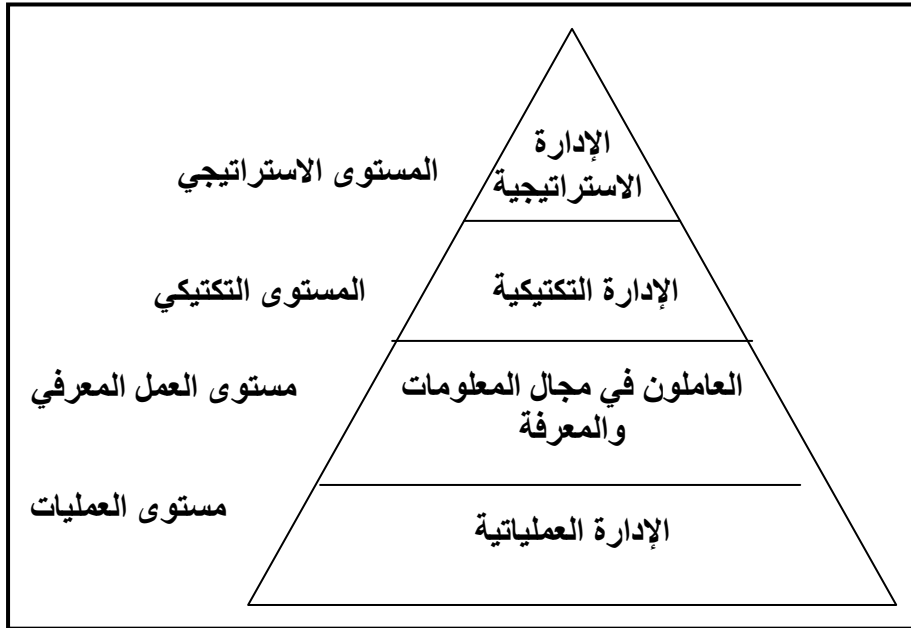 الإدارة
الاستراتيجية
المستوى الاستراتيجي
الإدارة التكتيكية
المستوى التكتيكي
العاملون في مجال المعلومات
والمعرفة
مستوى العمل المعرفي
الإدارة العملياتية
مستوى العمليات